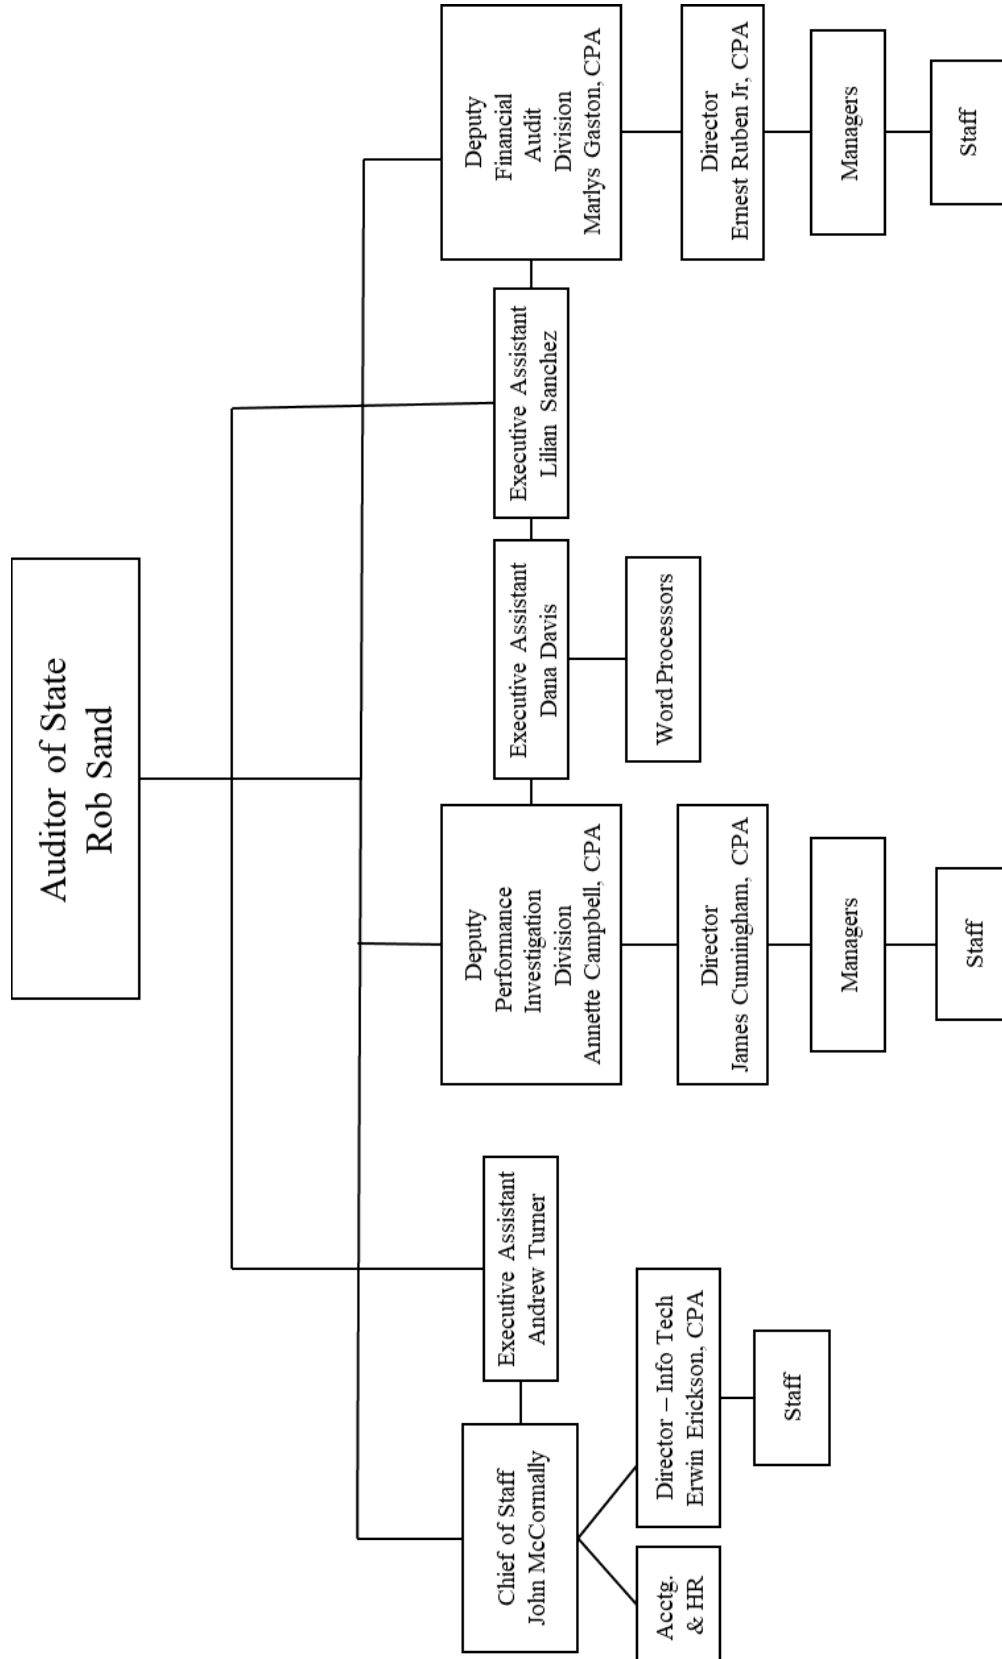 Auditor of State
Rob Sand
Chief of Staff
John McCormally
Executive Assistant
Andrew Turner
Deputy
Performance
Investigation
Division
Annette Campbell, CPA
Executive Assistant
Dana Davis
Executive Assistant
Lilian Sanchez
Deputy
Financial
Audit
Division
Marlys Gaston, CPA
Acctg.
& HR
Director – Info Tech
Erwin Erickson, CPA
Staff
Director
James Cunningham, CPA
Managers
Staff
Word Processors
Director
Ernest Ruben Jr, CPA
Managers
Staff